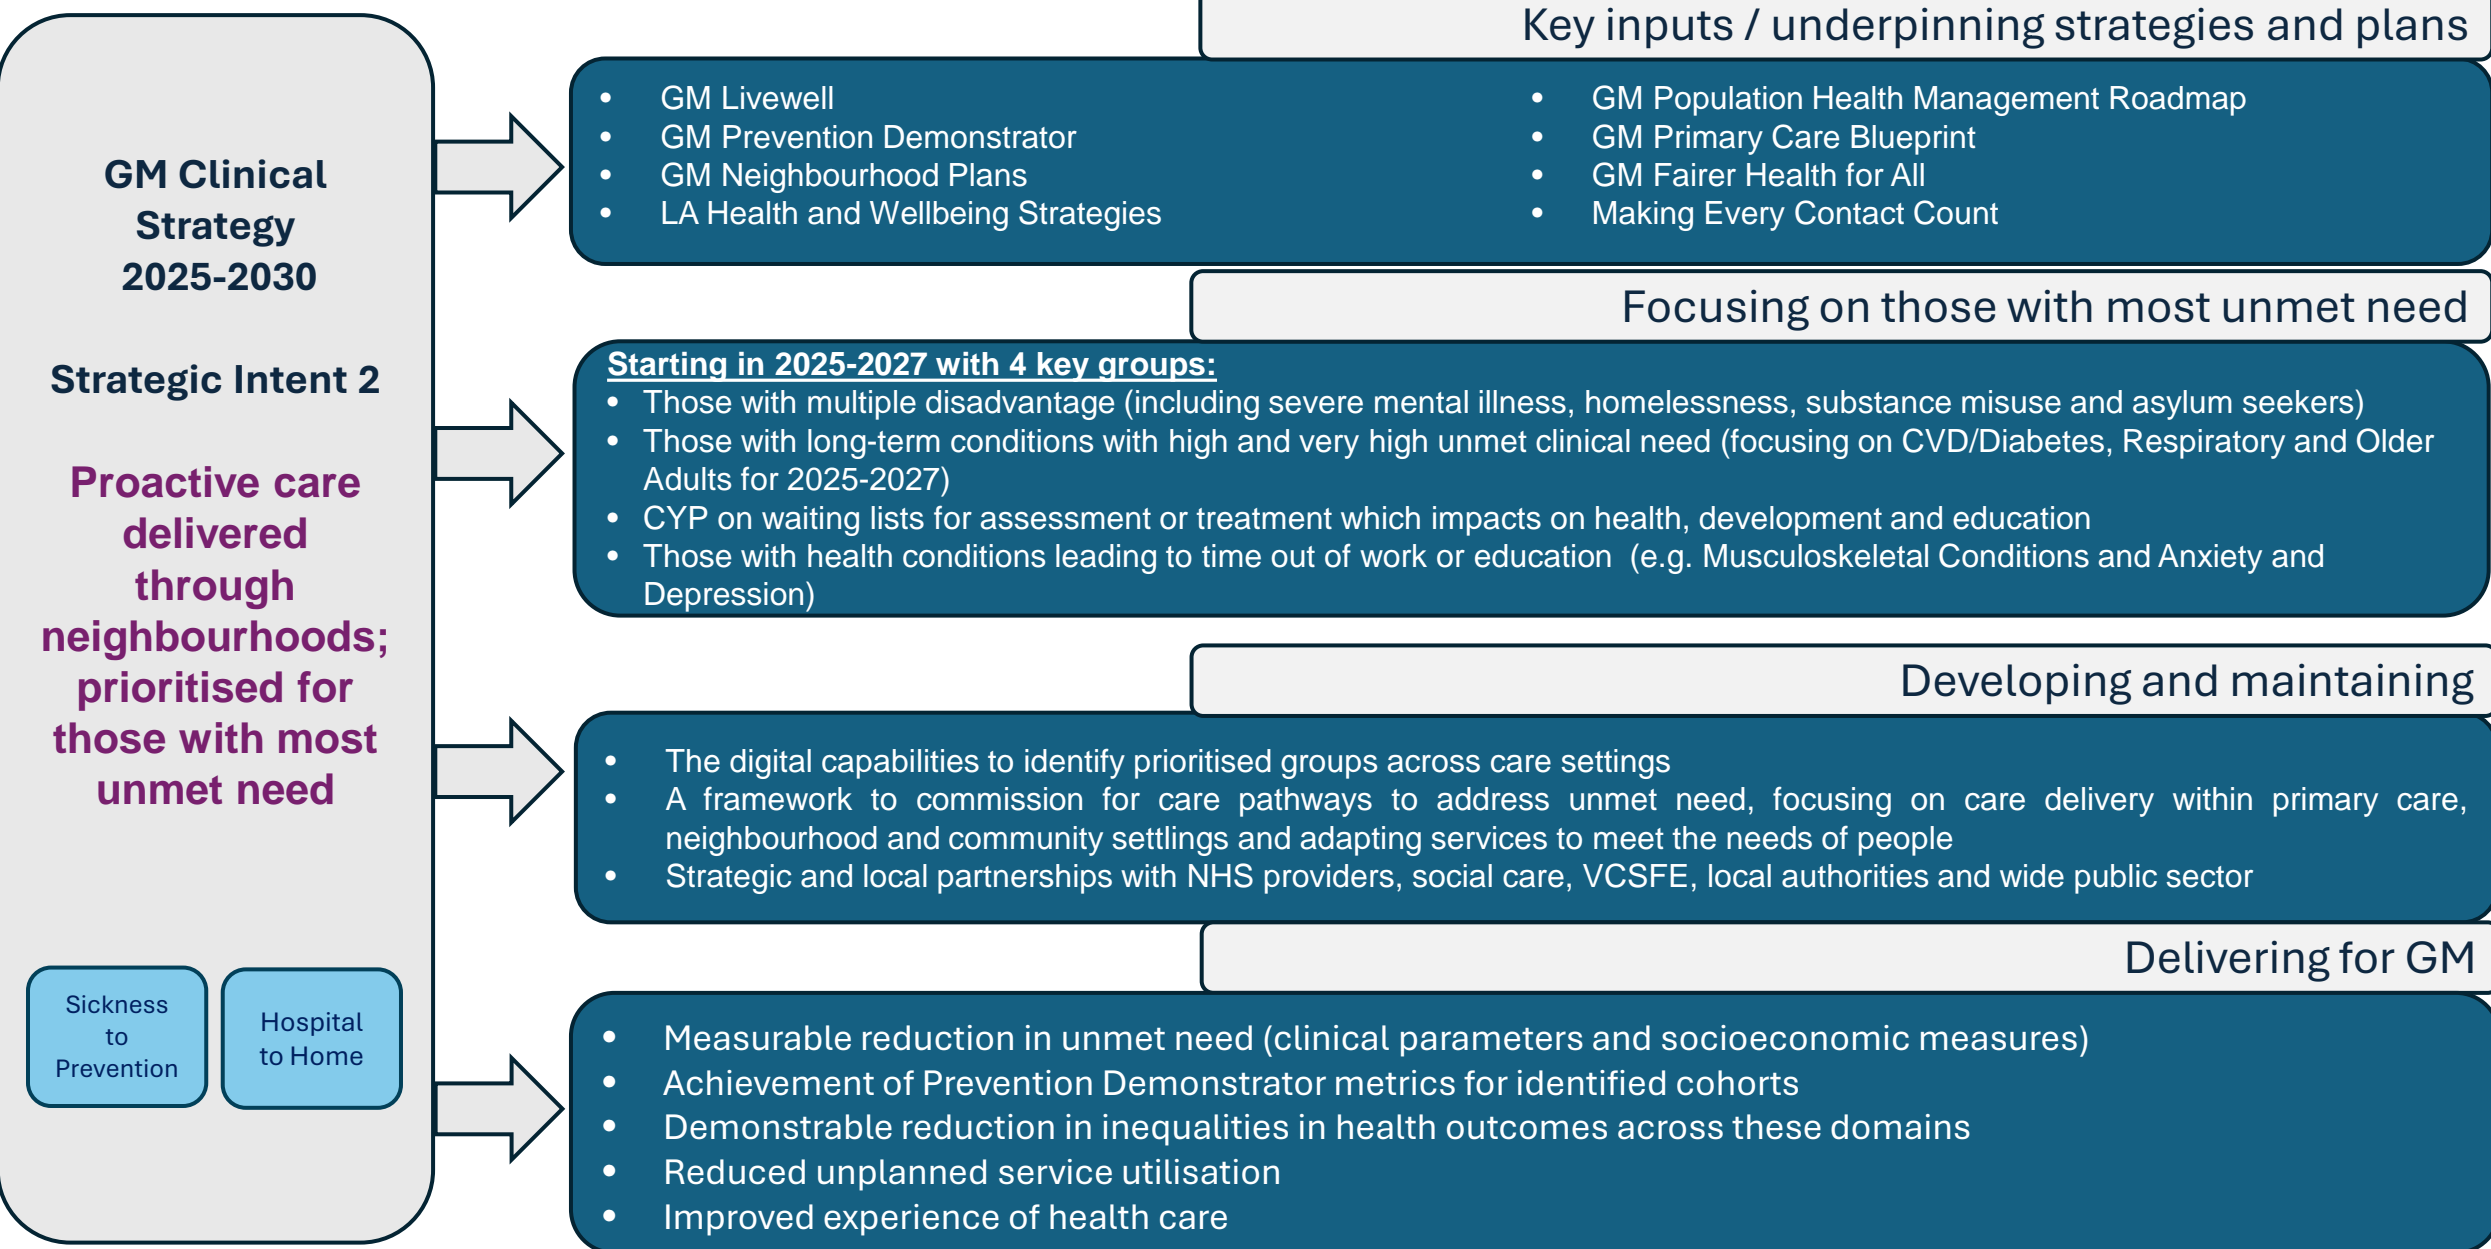 GM Clinical
Strategy
2025-2030
Strategic Intent 2
Proactive care
delivered
through
neighbourhoods;
prioritised for
those with most
unmet need
Sickness
to
Prevention
Hospital
to Home
Key inputs / underpinning strategies and plans
• GM Livewell
• GM Prevention Demonstrator
• GM Neighbourhood Plans
• LA Health and Wellbeing Strategies
• GM Population Health Management Roadmap
• GM Primary Care Blueprint
• GM Fairer Health for All
• Making Every Contact Count
Focusing on those with most unmet need
Starting in 2025-2027 with 4 key groups:
• Those with multiple disadvantage (including severe mental illness, homelessness, substance misuse and asylum seekers)
• Those with long-term conditions with high and very high unmet clinical need (focusing on CVD/Diabetes, Respiratory and Older
Adults for 2025-2027)
• CYP on waiting lists for assessment or treatment which impacts on health, development and education
• Those with health conditions leading to time out of work or education (e.g. Musculoskeletal Conditions and Anxiety and
Depression)
Developing and maintaining
• The digital capabilities to identify prioritised groups across care settings
• A framework to commission for care pathways to address unmet need, focusing on care delivery within primary care,
neighbourhood and community settlings and adapting services to meet the needs of people
• Strategic and local partnerships with NHS providers, social care, VCSFE, local authorities and wide public sector
Delivering for GM
• Measurable reduction in unmet need (clinical parameters and socioeconomic measures)
• Achievement of Prevention Demonstrator metrics for identified cohorts
• Demonstrable reduction in inequalities in health outcomes across these domains
• Reduced unplanned service utilisation
• Improved experience of health care